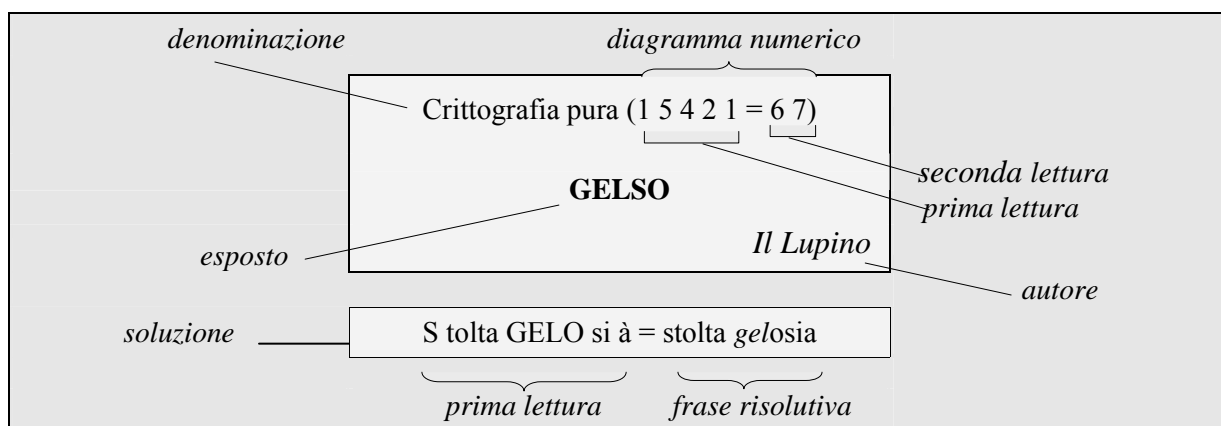 denominazione
diagramma numerico
Crittografia pura (1 5 4 2 1 = 6 7)
seconda lettura
prima lettura
GELSO
Il Lupino
esposto
autore
soluzione
S tolta GELO si à = stolta gelosia
prima lettura
frase risolutiva